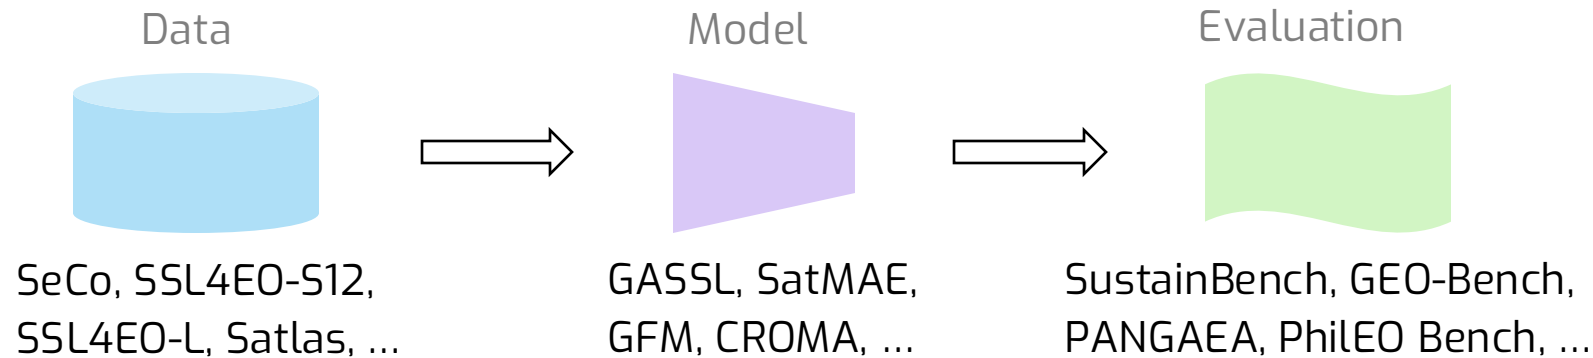 Data
Model
Evaluation
SeCo, SSL4EO-S12,
SSL4EO-L, Satlas, ...
GASSL, SatMAE,
GFM, CROMA, ...
SustainBench, GEO-Bench,
PANGAEA, PhilEO Bench, ...